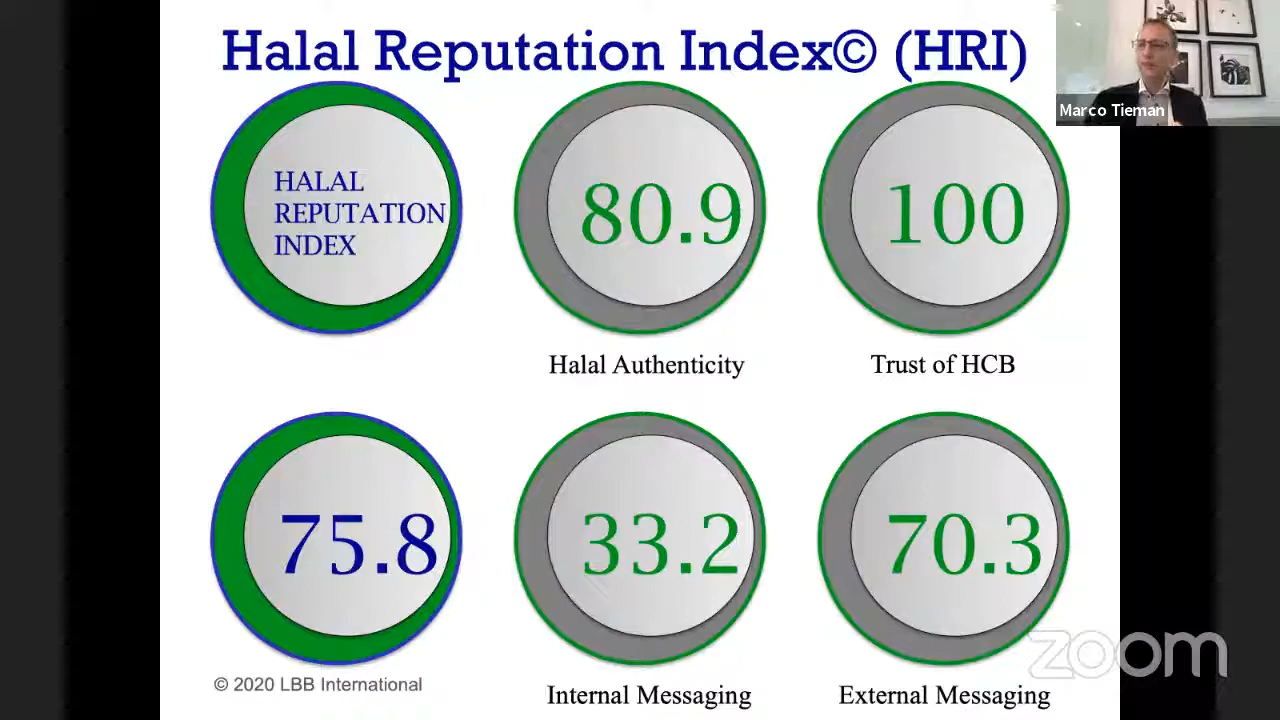 Halal Reputation Index© (HRI)
Marco Tieman
HALAL
REPUTATION
INDEX
80.9
100
Halal Authenticity
Trust of HCB
75.8
33.2
70.3
zoom
© 2020 LBB International
Internal Messaging
External Messaging